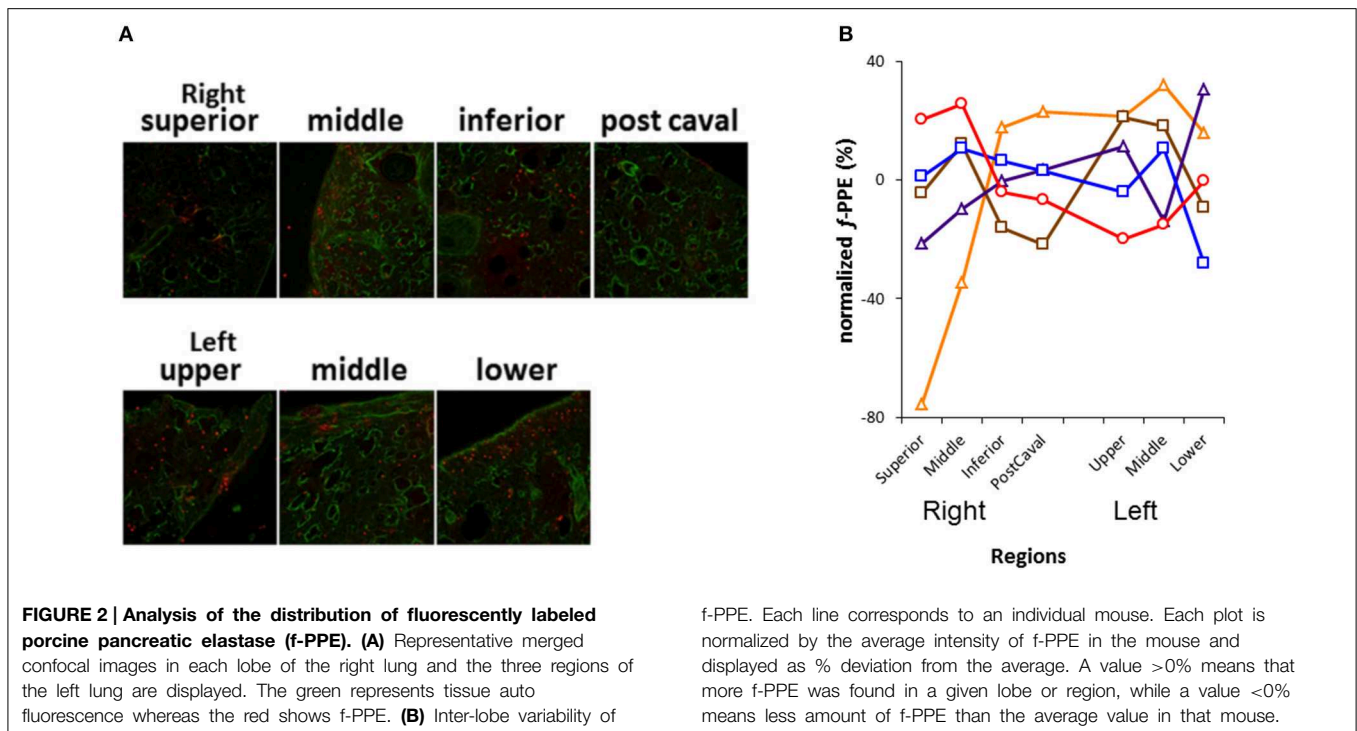 A
Right
superior
middle
inferior
post caval
Left
upper
middle
lower
B
normalized f-PPE (%)
40
0
-40
-80
Superior
Middle
Inferior
PostCaval
Upper
Middle
Lower
Right
Left
Regions
FIGURE 2 | Analysis of the distribution of fluorescently labeled
porcine pancreatic elastase (f-PPE). (A) Representative merged
confocal images in each lobe of the right lung and the three regions of
the left lung are displayed. The green represents tissue auto
fluorescence whereas the red shows f-PPE. (B) Inter-lobe variability of
f-PPE. Each line corresponds to an individual mouse. Each plot is
normalized by the average intensity of f-PPE in the mouse and
displayed as % deviation from the average. A value >0% means that
more f-PPE was found in a given lobe or region, while a value <0%
means less amount of f-PPE than the average value in that mouse.